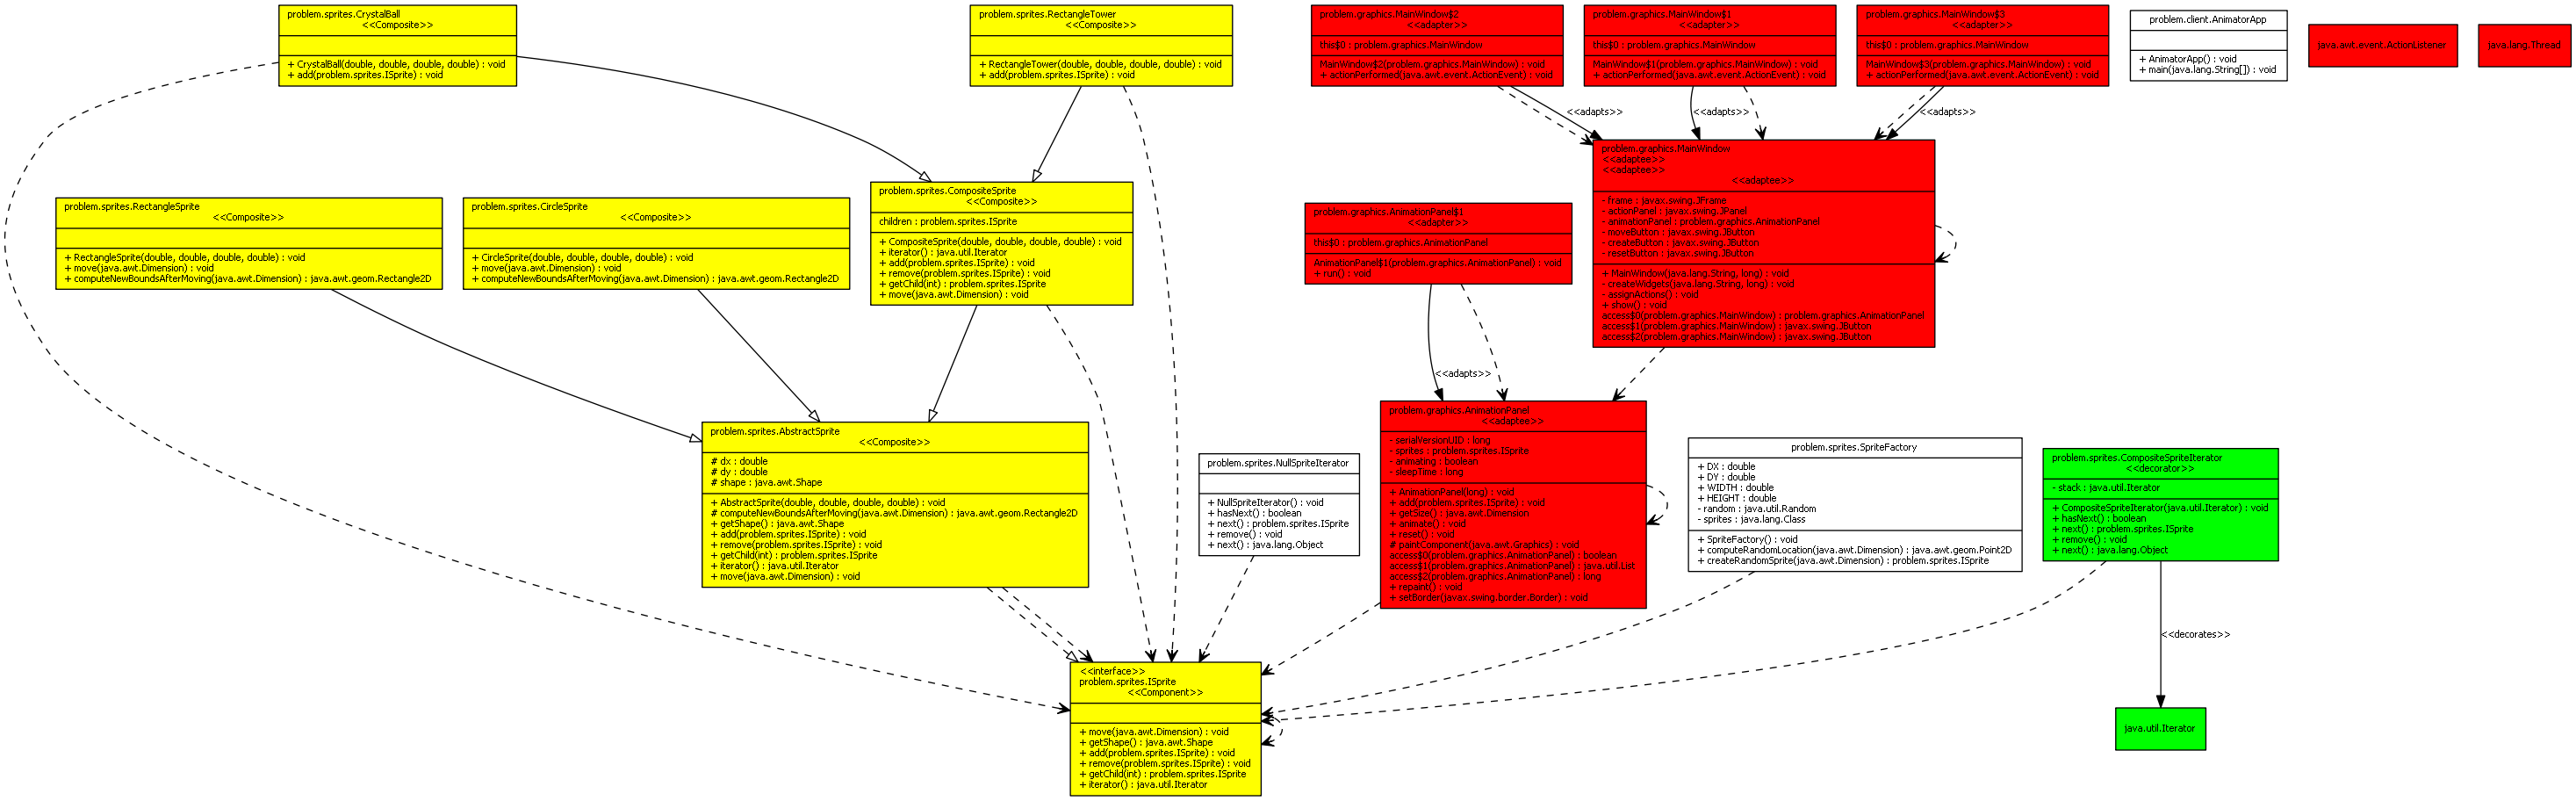 problem.sprites.CrystalBall
<<Composite>>
+ CrystalBall(double, double, double, double) : void
+ add(problem.sprites.ISprite) : void
problem.sprites.RectangleTower
<<Composite>>
+ RectangleTower(double, double, double, double) : void
+ add(problem.sprites.ISprite) : void
problem.graphics.MainWindow$2
<<adapter>>
this$0 : problem.graphics.MainWindow
MainWindow$2(problem.graphics.MainWindow) : void
+ actionPerformed(java.awt.event.ActionEvent) : void
problem.graphics.MainWindow$1
<<adapter>>
this$0 : problem.graphics.MainWindow
MainWindow$1(problem.graphics.MainWindow) : void
+ actionPerformed(java.awt.event.ActionEvent) : void
problem.graphics.MainWindow$3
<<adapter>>
this$0 : problem.graphics.MainWindow
MainWindow$3(problem.graphics.MainWindow) : void
+ actionPerformed(java.awt.event.ActionEvent) : void
problem.client.AnimatorApp
+ AnimatorApp() : void
+ main(java.lang.String[]) : void
java.awt.event.ActionListener
java.lang.Thread
<<adapts>>
<<adapts>>
<<adapts>>
problem.sprites.RectangleSprite
<<Composite>>
+ RectangleSprite(double, double, double, double) : void
+ move(java.awt.Dimension) : void
+ computeNewBoundsAfterMoving(java.awt.Dimension) : java.awt.geom.Rectangle2D
problem.sprites.CircleSprite
<<Composite>>
+ CircleSprite(double, double, double, double) : void
+ move(java.awt.Dimension) : void
+ computeNewBoundsAfterMoving(java.awt.Dimension) : java.awt.geom.Rectangle2D
problem.sprites.CompositeSprite
<<Composite>>
children : problem.sprites.ISprite
+ CompositeSprite(double, double, double, double) : void
+ iterator() : java.util.Iterator
+ add(problem.sprites.ISprite) : void
+ remove(problem.sprites.ISprite) : void
+ getChild(int) : problem.sprites.ISprite
+ move(java.awt.Dimension) : void
problem.graphics.AnimationPanel$1
<<adapter>>
this$0 : problem.graphics.AnimationPanel
AnimationPanel$1(problem.graphics.AnimationPanel) : void
+ run() : void
problem.graphics.MainWindow
<<adaptee>>
<<adaptee>>
<<adaptee>>
- frame : javax.swing.JFrame
- actionPanel : javax.swing.JPanel
- animationPanel : problem.graphics.AnimationPanel
- moveButton : javax.swing.JButton
- createButton : javax.swing.JButton
- resetButton : javax.swing.JButton
+ MainWindow(java.lang.String, long) : void
- createWidgets(java.lang.String, long) : void
- assignActions() : void
+ show() : void
access$0(problem.graphics.MainWindow) : problem.graphics.AnimationPanel
access$1(problem.graphics.MainWindow) : javax.swing.JButton
access$2(problem.graphics.MainWindow) : javax.swing.JButton
<<adapts>>
problem.sprites.AbstractSprite
<<Composite>>
# dx : double
# dy : double
# shape : java.awt.Shape
+ AbstractSprite(double, double, double, double) : void
# computeNewBoundsAfterMoving(java.awt.Dimension) : java.awt.geom.Rectangle2D
+ getShape() : java.awt.Shape
+ add(problem.sprites.ISprite) : void
+ remove(problem.sprites.ISprite) : void
+ getChild(int) : problem.sprites.ISprite
+ iterator() : java.util.Iterator
+ move(java.awt.Dimension) : void
problem.sprites.NullSpriteIterator
+ NullSpriteIterator() : void
+ hasNext() : boolean
+ next() : problem.sprites.ISprite
+ remove() : void
+ next() : java.lang.Object
problem.graphics.AnimationPanel
<<adaptee>>
- serialVersionUID : long
- sprites : problem.sprites.ISprite
- animating : boolean
- sleepTime : long
+ AnimationPanel(long) : void
+ add(problem.sprites.ISprite) : void
+ getSize() : java.awt.Dimension
+ animate() : void
+ reset() : void
# paintComponent(java.awt.Graphics) : void
access$0(problem.graphics.AnimationPanel) : boolean
access$1(problem.graphics.AnimationPanel) : java.util.List
access$2(problem.graphics.AnimationPanel) : long
+ repaint() : void
+ setBorder(javax.swing.border.Border) : void
problem.sprites.SpriteFactory
+ DX : double
+ DY : double
+ WIDTH : double
+ HEIGHT : double
- random : java.util.Random
- sprites : java.lang.Class
+ SpriteFactory() : void
+ computeRandomLocation(java.awt.Dimension) : java.awt.geom.Point2D
+ createRandomSprite(java.awt.Dimension) : problem.sprites.ISprite
problem.sprites.CompositeSpriteIterator
<<decorator>>
- stack : java.util.Iterator
+ CompositeSpriteIterator(java.util.Iterator) : void
+ hasNext() : boolean
+ next() : problem.sprites.ISprite
+ remove() : void
+ next() : java.lang.Object
<<decorates>>
<<interface>>
problem.sprites.ISprite
<<Component>>
+ move(java.awt.Dimension) : void
+ getShape() : java.awt.Shape
+ add(problem.sprites.ISprite) : void
+ remove(problem.sprites.ISprite) : void
+ getChild(int) : problem.sprites.ISprite
+ iterator() : java.util.Iterator
java.util.Iterator